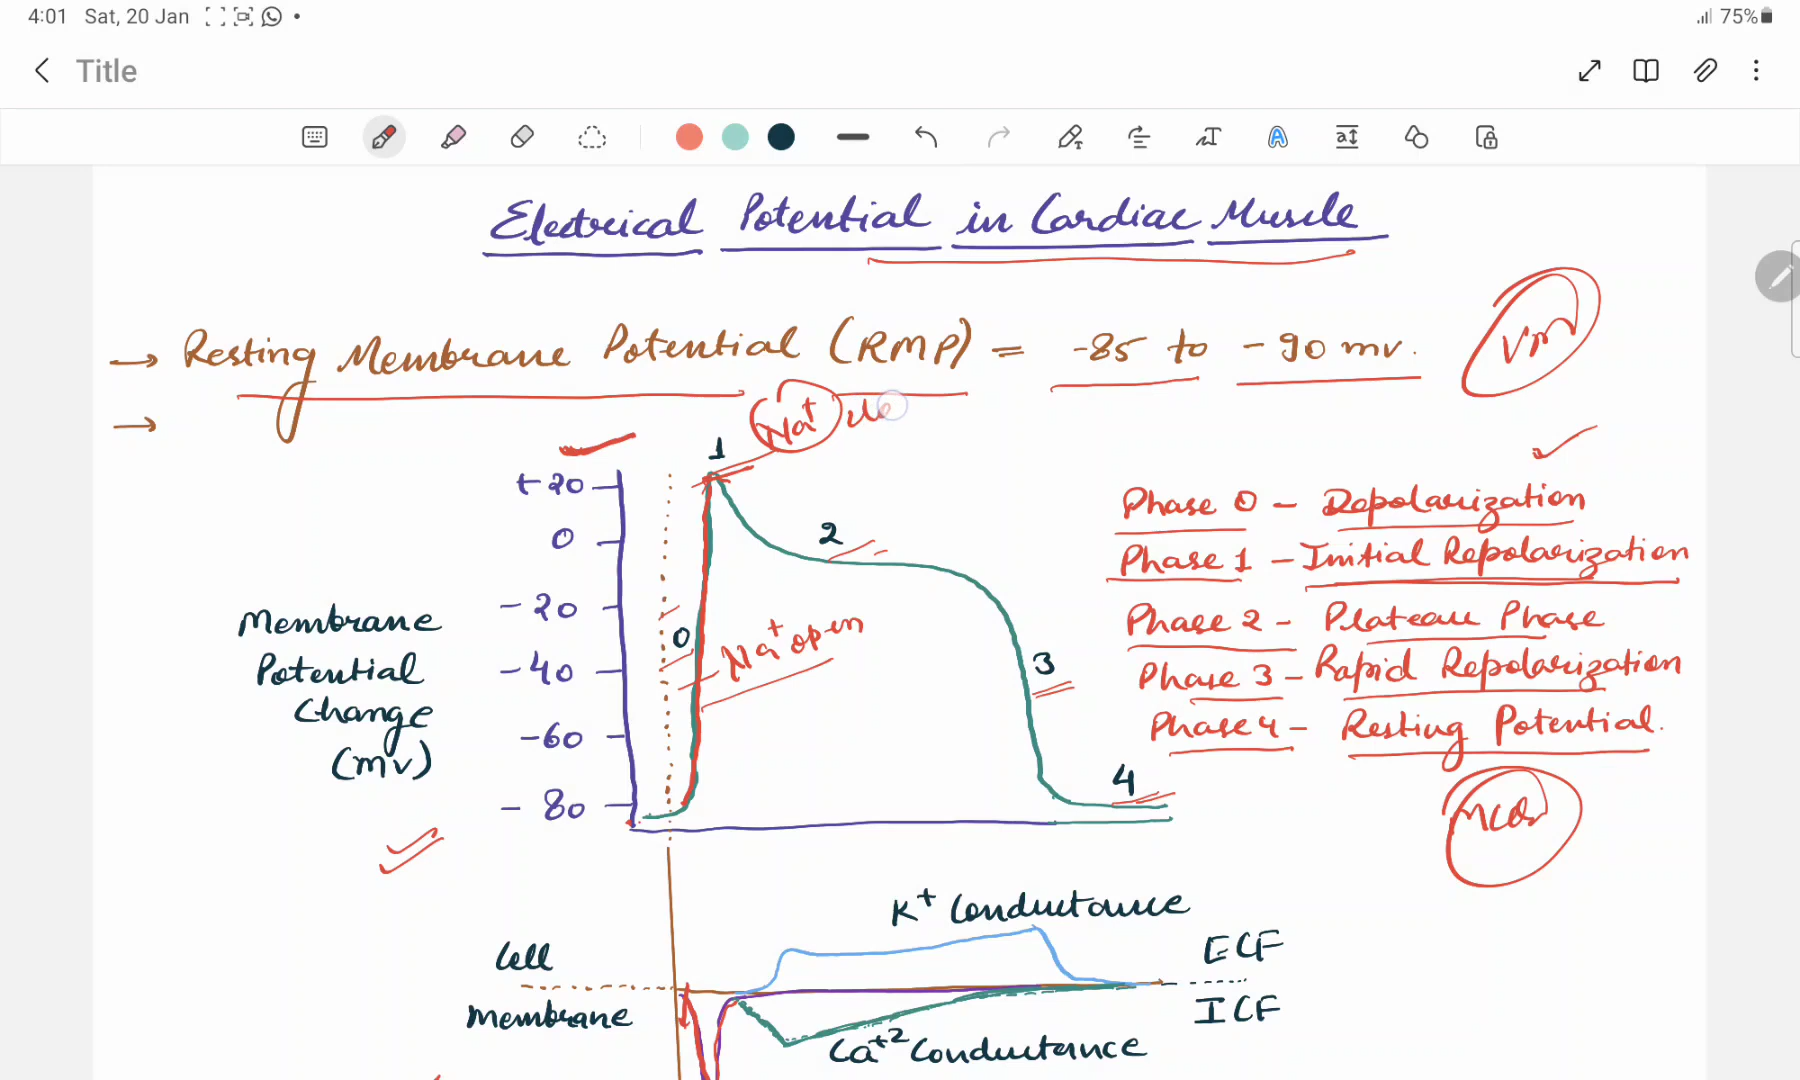 4:01 Sat, 20 Jan
75%
Title
Electrical Potential in Cardiac Muscle
→ Resting Membrane Potential (RMP) = -85 to -90 mv.
→
Na+
1
+20
0
-20
-40
-60
-80
2
0
Na+ open
3
4
Membrane
Potential
Change
(mv)
Phase 0 - Depolarization
Phase 1 - Initial Repolarization
Phase 2 - Plateau Phase
Phase 3 - Rapid Repolarization
Phase 4 - Resting Potential.
K+ Conductance
Cell
Membrane
ECF
ICF
Ca+2 Conductance